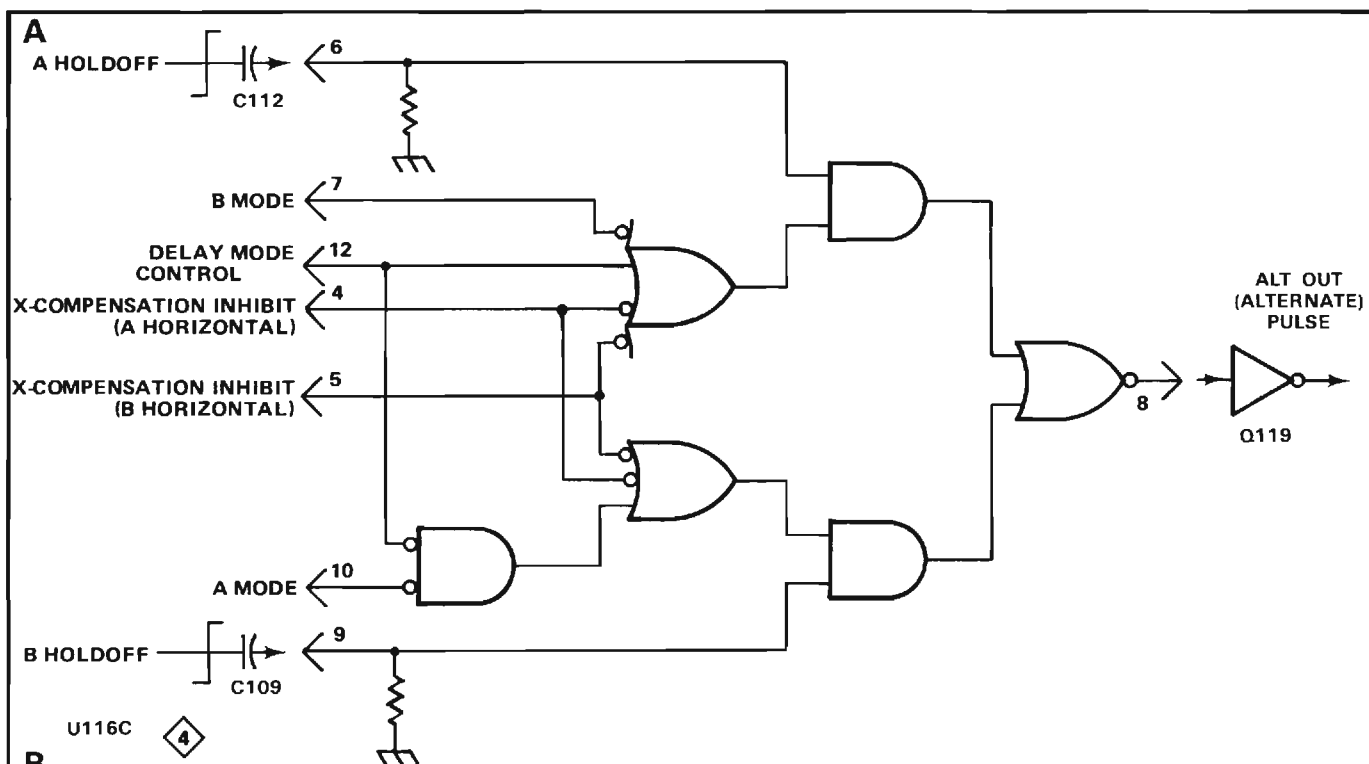 A
A HOLDOFF
C112
6
B MODE
7
DELAY MODE
CONTROL
12
X-COMPENSATION INHIBIT
(A HORIZONTAL)
4
X-COMPENSATION INHIBIT
(B HORIZONTAL)
5
A MODE
10
B HOLDOFF
C109
9
8
ALT OUT
(ALTERNATE)
PULSE
Q119
U116C
4